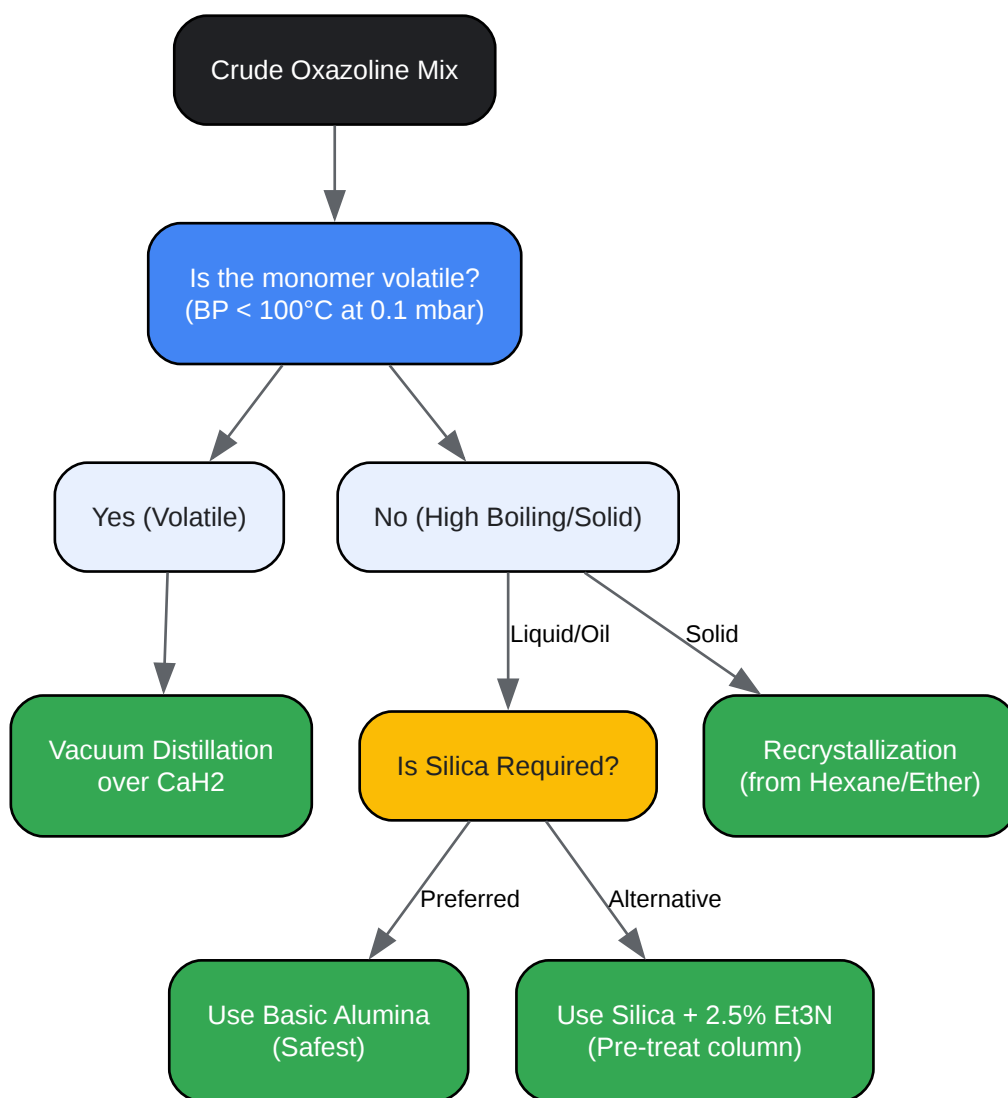 Crude Oxazoline Mix
Is the monomer volatile?
(BP < 100°C at 0.1 mbar)
Yes (Volatile)
No (High Boiling/Solid)
Liquid/Oil
Solid
Vacuum Distillation
over CaH2
Is Silica Required?
Recrystallization
(from Hexane/Ether)
Preferred
Alternative
Use Basic Alumina
(Safest)
Use Silica + 2.5% Et3N
(Pre-treat column)